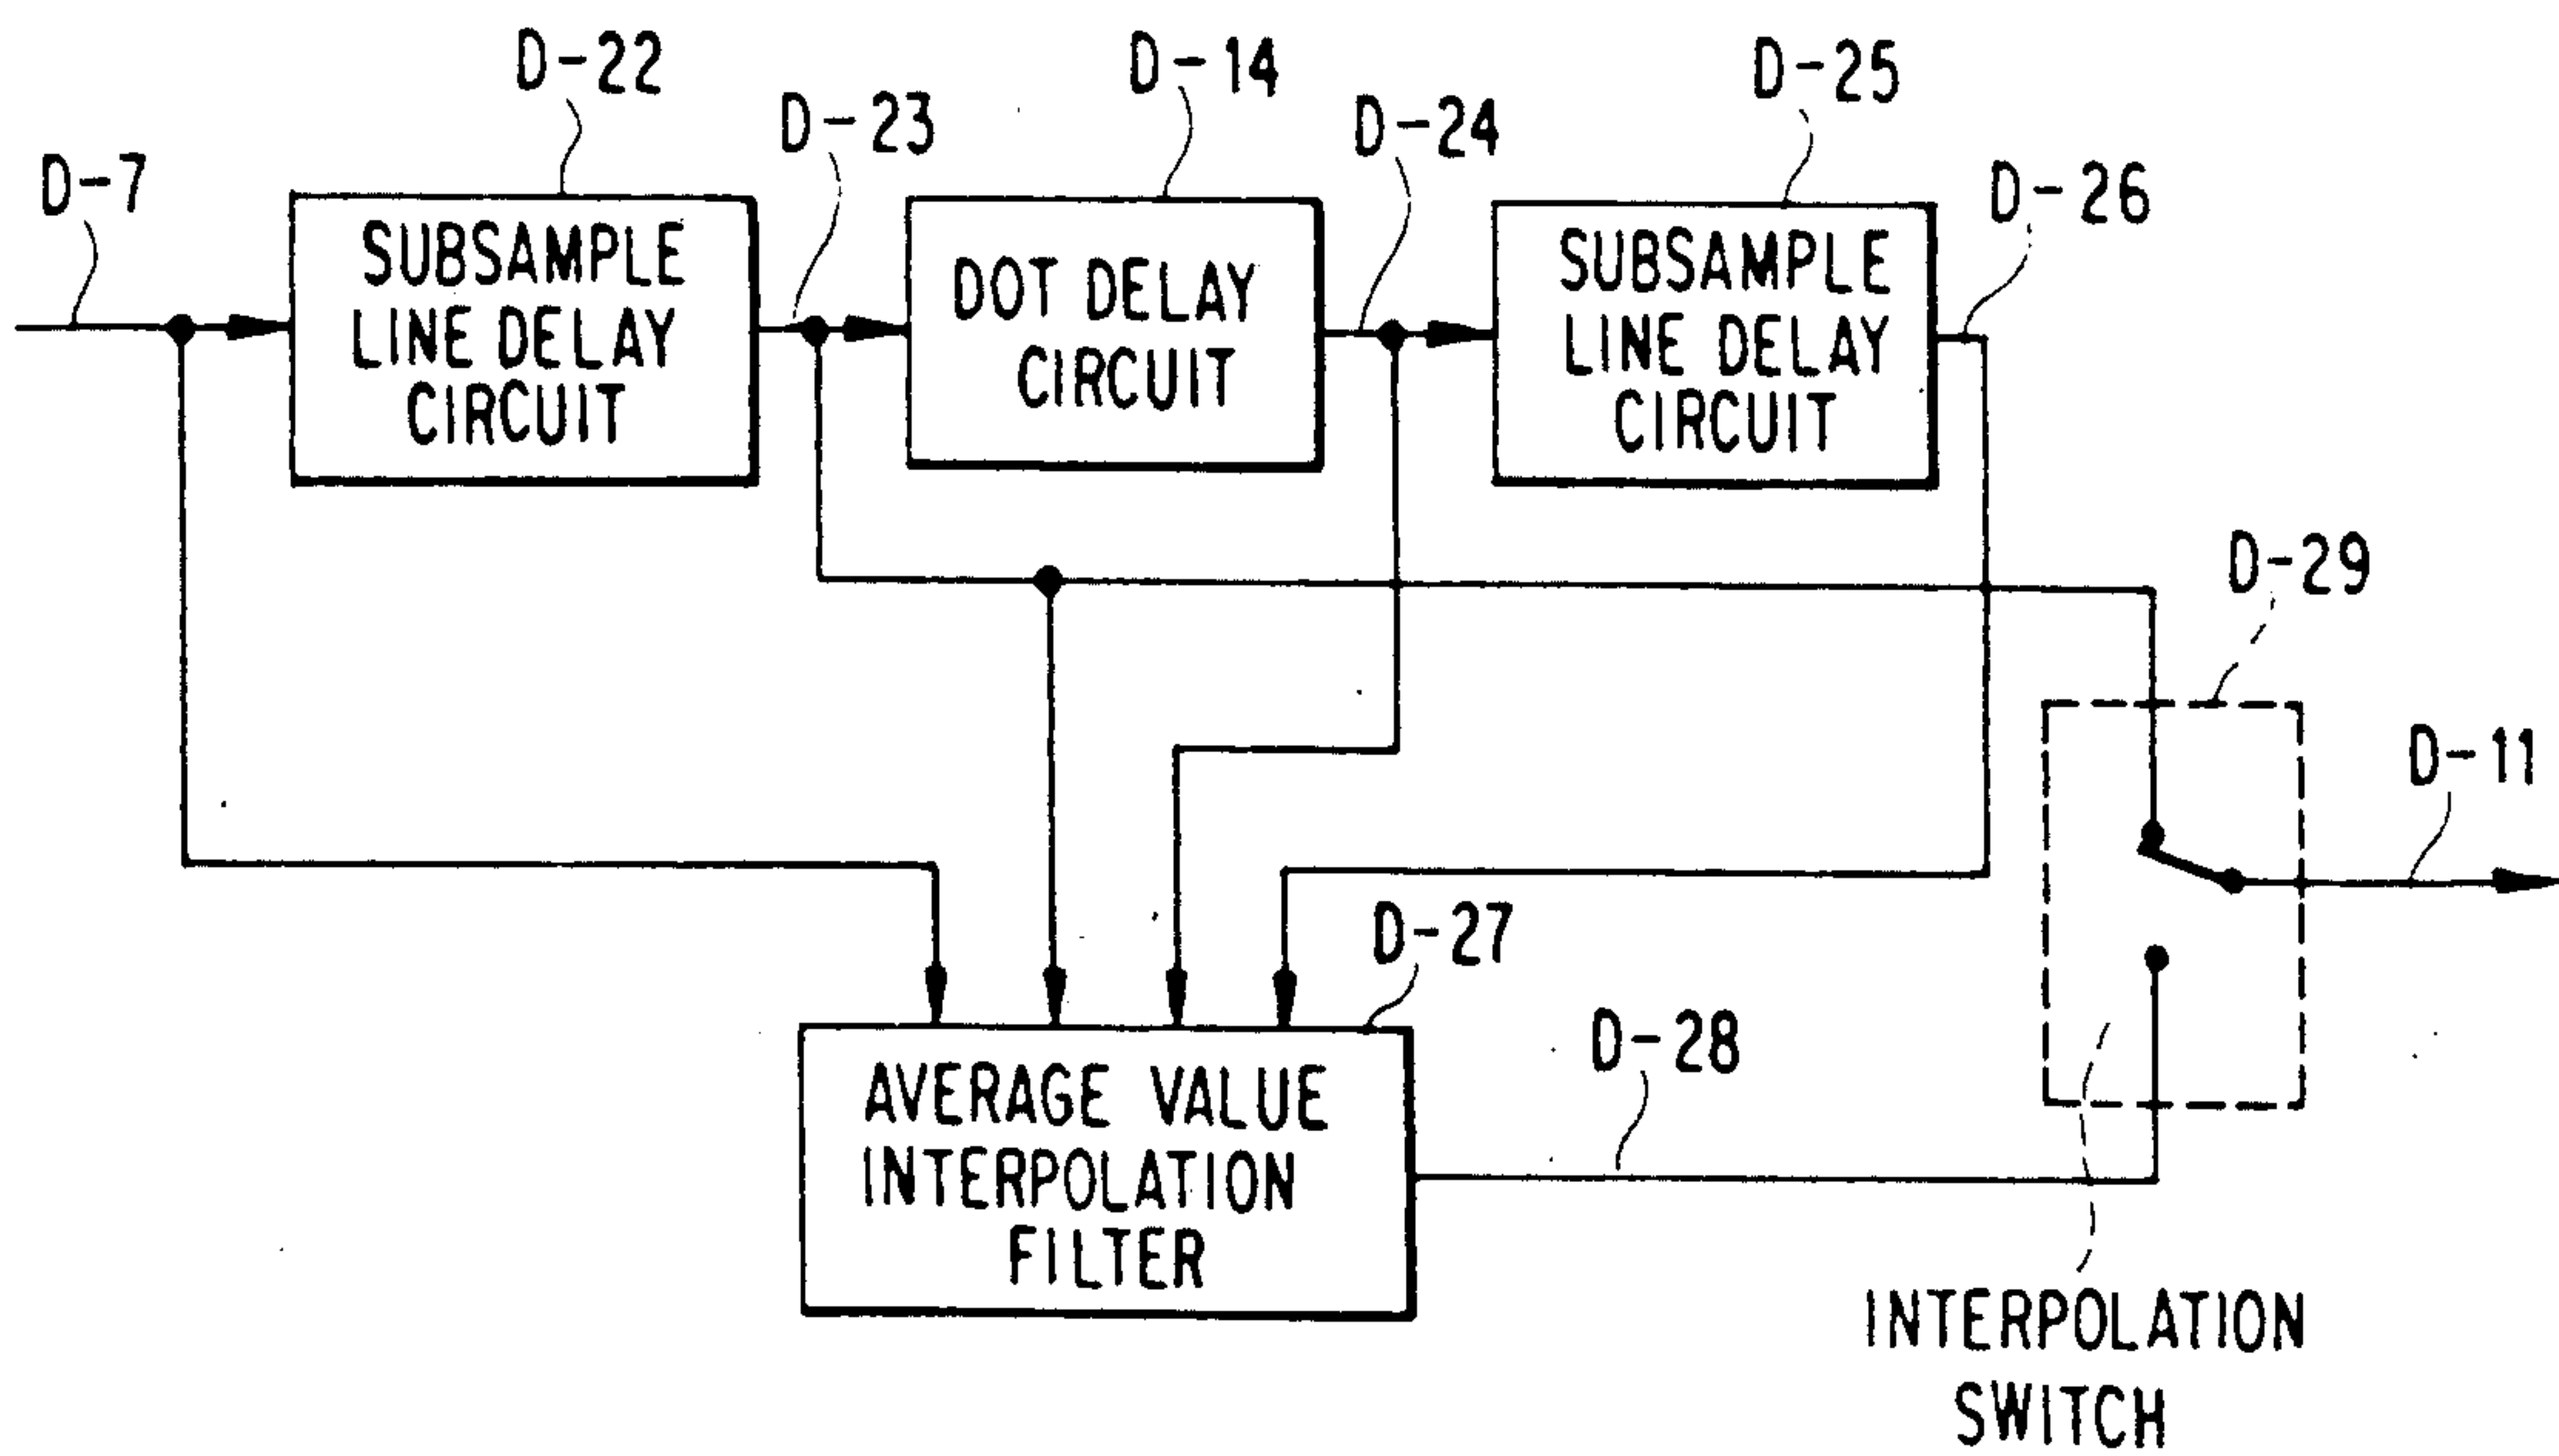 D-22
D-14
D-25
D-23
D-24
D-7
D-26
SUBSAMPLE
LINE DELAY
CIRCUIT
DOT DELAY
CIRCUIT
SUBSAMPLE
LINE DELAY
CIRCUIT
D-29
D-11
D-27
D-28
AVERAGE VALUE
INTERPOLATION
FILTER
INTERPOLATION
SWITCH